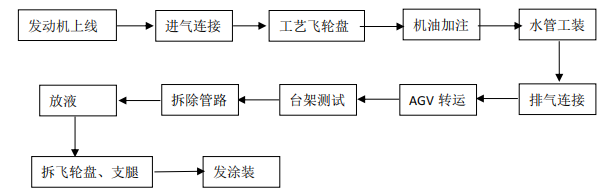 发动机上线
进气连接
工艺飞轮盘
机油加注
水管工装
排气连接
AGV 转运
台架测试
拆除管路
放液
拆飞轮盘、支腿
发涂装